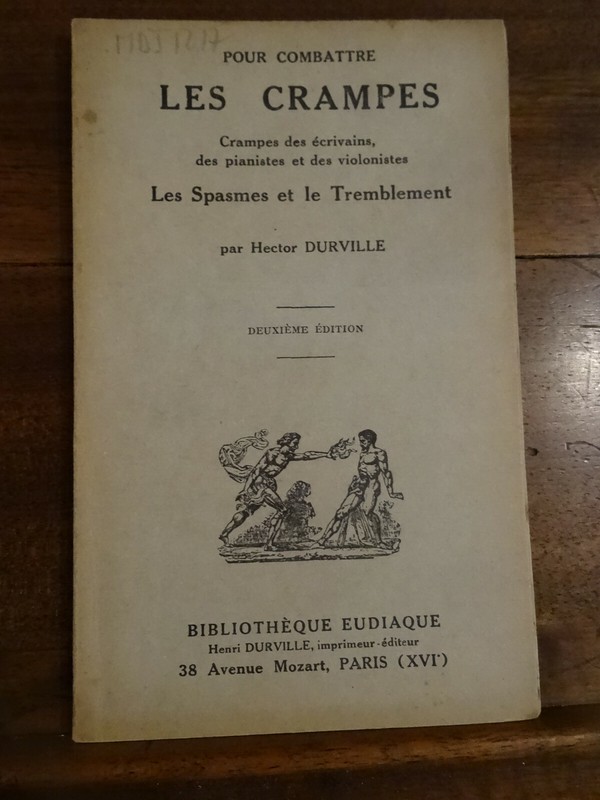 POUR COMBATTRE
LES CRAMPES
Crampes des écrivains,
des pianistes et des violonistes
Les Spasmes et le Tremblement
par Hector DURVILLE
DEUXIÈME ÉDITION
BIBLIOTHÈQUE EUDIAQUE
Henri DURVILLE, imprimeur-éditeur
38 Avenue Mozart, PARIS (XVIᵉ)